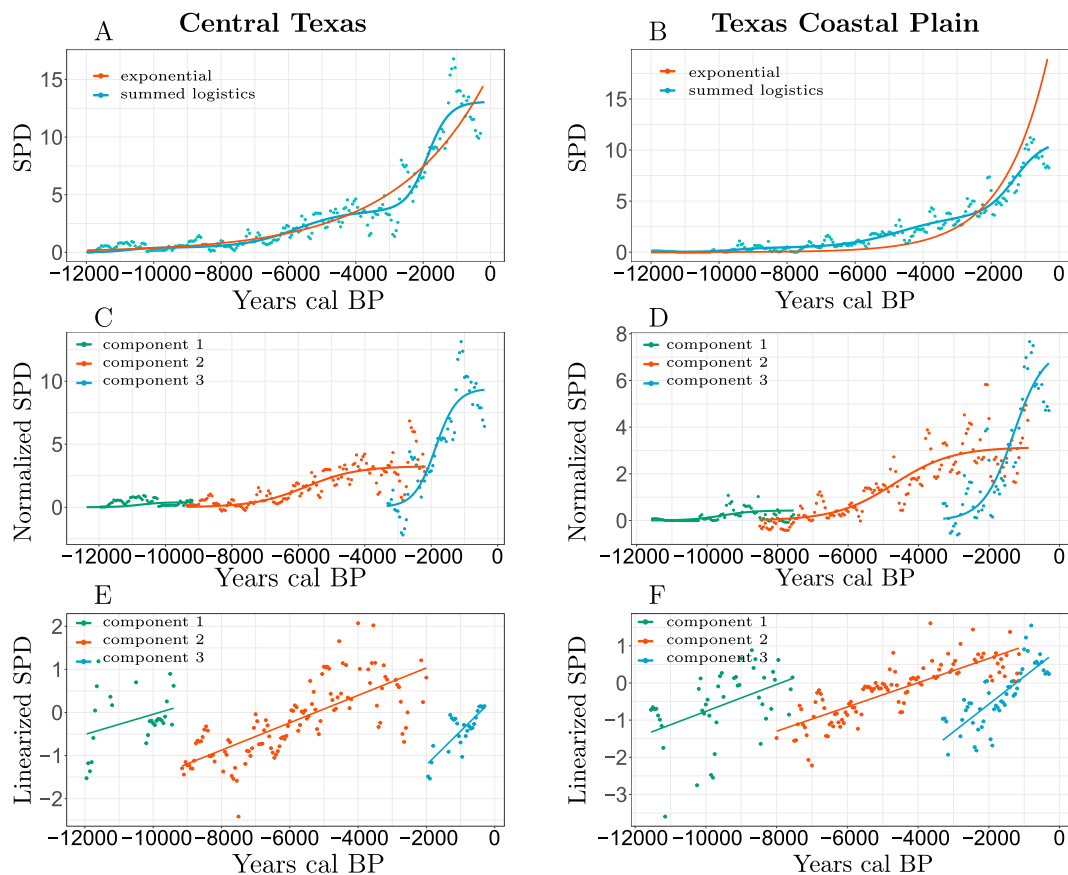 Central Texas
Texas Coastal Plain
A
exponential
summed logistics
SPD
15
10
5
0
−12000 −10000 −8000 −6000 −4000 −2000 0
Years cal BP
B
exponential
summed logistics
SPD
15
10
5
0
−12000 −10000 −8000 −6000 −4000 −2000 0
Years cal BP
C
component 1
component 2
component 3
Normalized SPD
10
5
0
−12000 −10000 −8000 −6000 −4000 −2000 0
Years cal BP
D
component 1
component 2
component 3
Normalized SPD
8
6
4
2
0
−12000 −10000 −8000 −6000 −4000 −2000 0
Years cal BP
E
component 1
component 2
component 3
Linearized SPD
2
1
0
−1
−2
−12000 −10000 −8000 −6000 −4000 −2000 0
Years cal BP
F
component 1
component 2
component 3
Linearized SPD
1
0
−1
−2
−3
−12000 −10000 −8000 −6000 −4000 −2000 0
Years cal BP